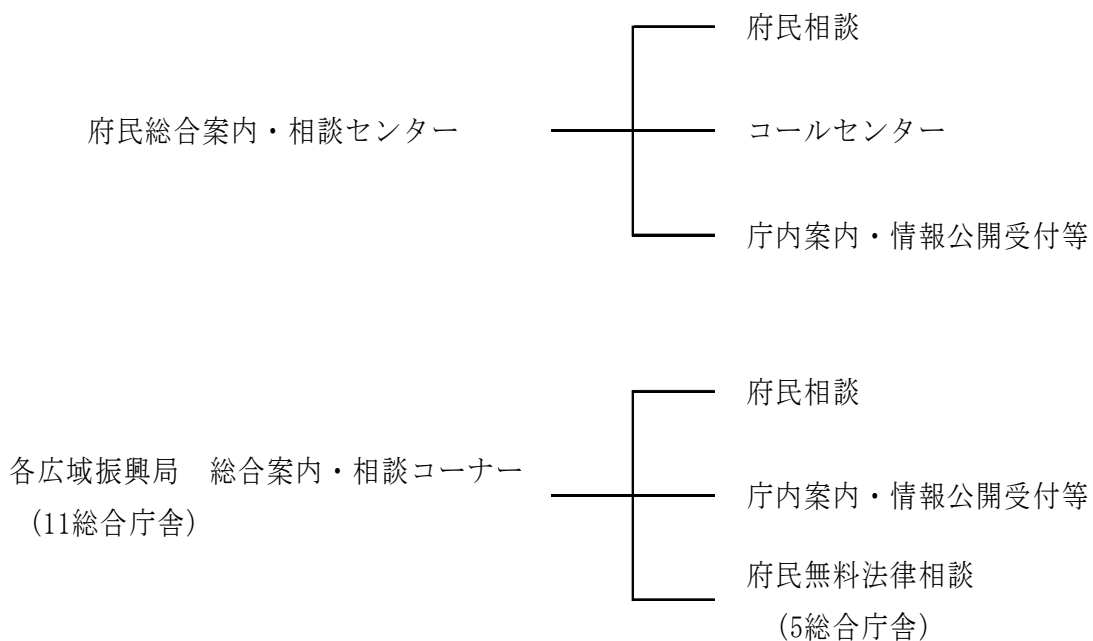 府民相談
府民総合案内・相談センター
コールセンター
庁内案内・情報公開受付等
府民相談
各広域振興局　総合案内・相談コーナー
(11総合庁舎)
庁内案内・情報公開受付等
府民無料法律相談
(5総合庁舎)